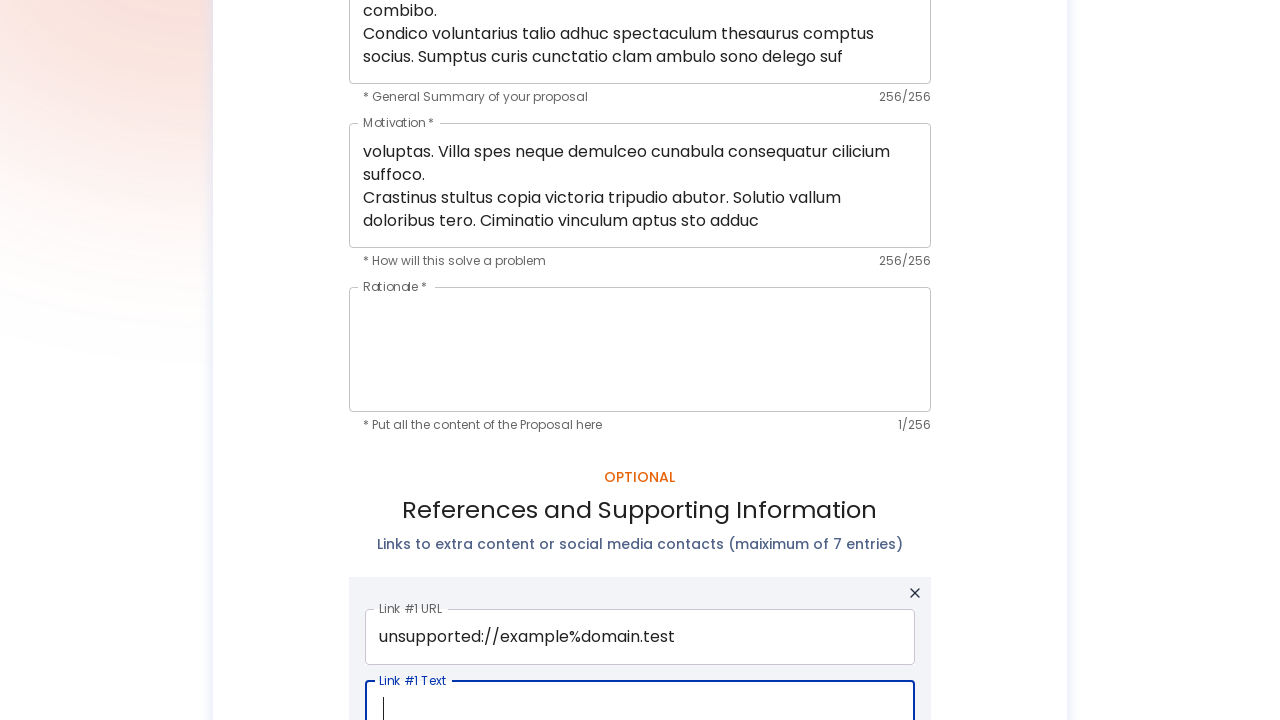 combibo.
Condico voluntarius talio adhuc spectaculum thesaurus comptus
socius. Sumptus curis cunctatio clam ambulo sono delego suf
* General Summary of your proposal
256/256
Motivation *
voluptas. Villa spes neque demulceo cunabula consequatur cilicium
suffoco.
Crastinus stultus copia victoria tripudio abutor. Solutio vallum
doloribus tero. Ciminatio vinculum aptus sto adduc
* How will this solve a problem
256/256
Rationale *
* Put all the content of the Proposal here
1/256
OPTIONAL
References and Supporting Information
Links to extra content or social media contacts (maiximum of 7 entries)
Link #1 URL
unsupported://example%domain.test
Link #1 Text